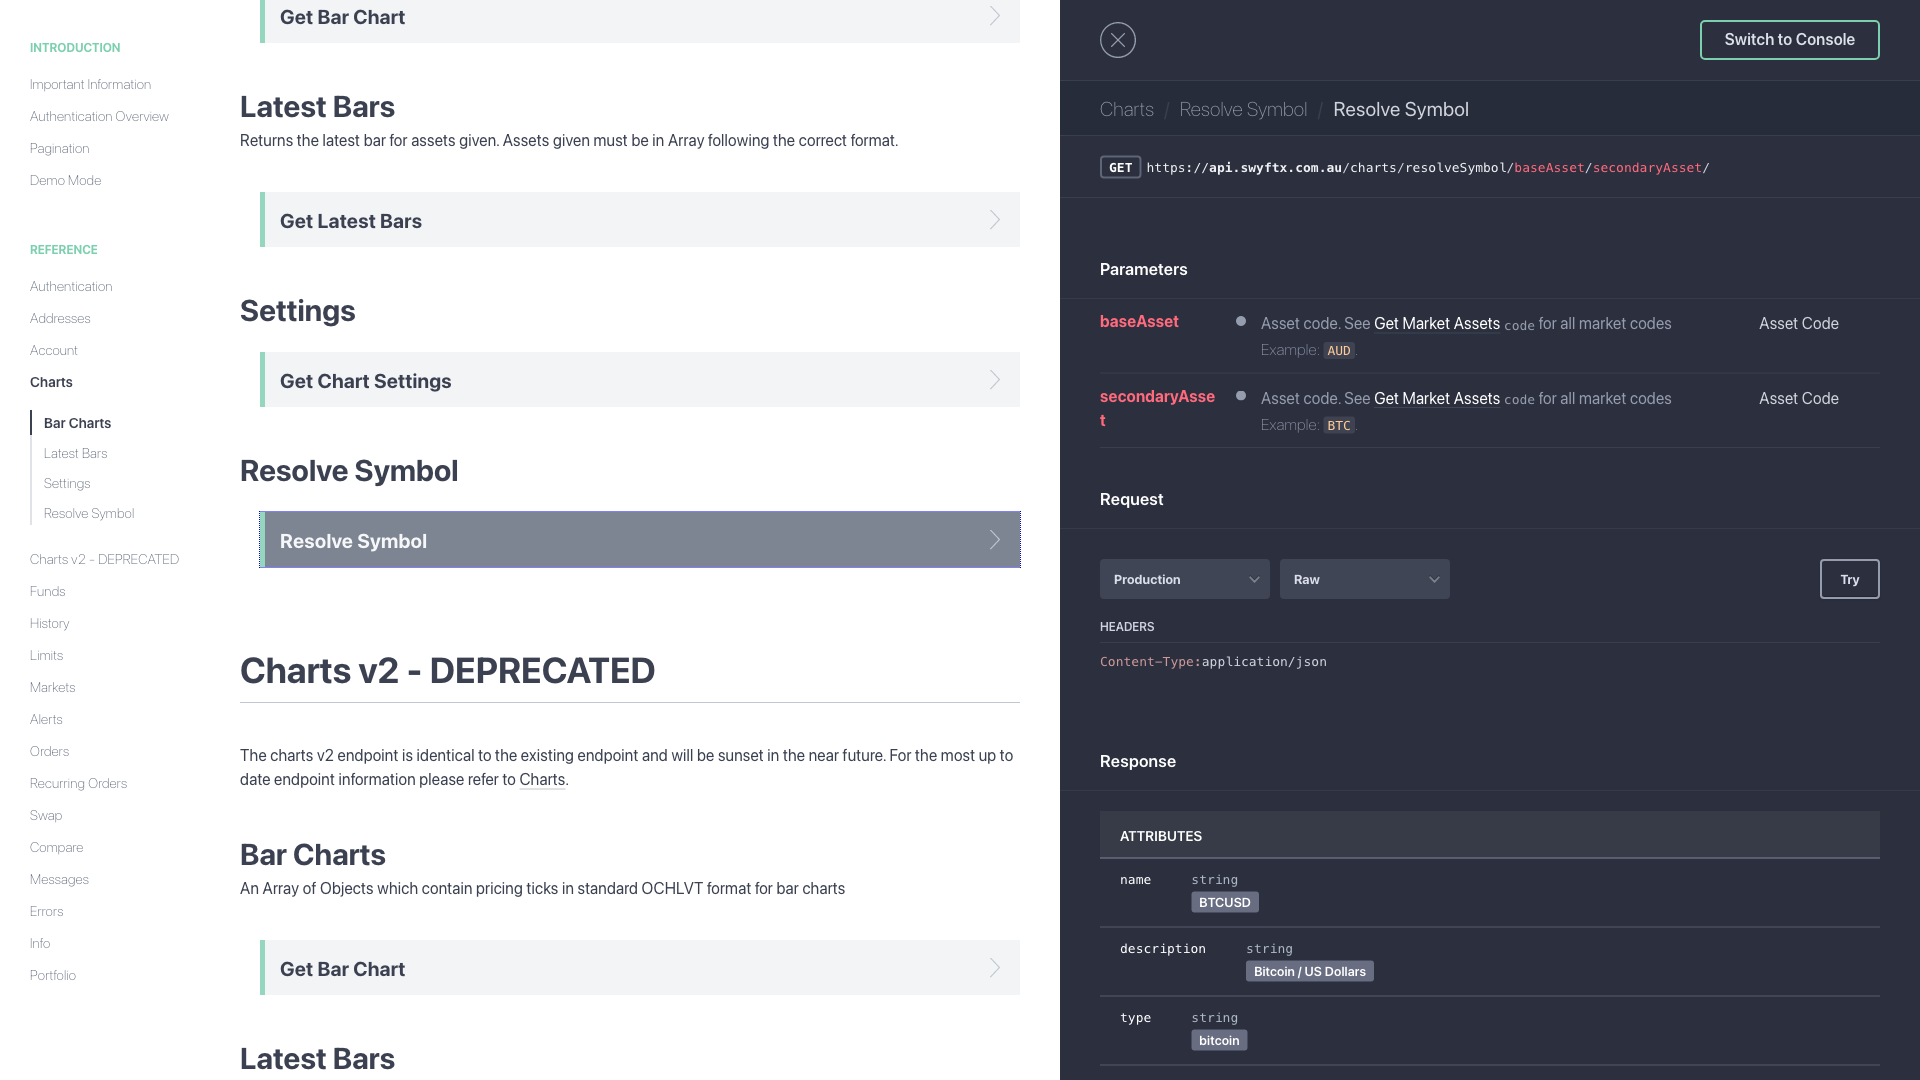 INTRODUCTION
Important Information
Authentication Overview
Pagination
Demo Mode
REFERENCE
Authentication
Addresses
Account
Charts
Bar Charts
Latest Bars
Settings
Resolve Symbol
Charts v2 - DEPRECATED
Funds
History
Limits
Markets
Alerts
Orders
Recurring Orders
Swap
Compare
Messages
Errors
Info
Portfolio
Get Bar Chart
Latest Bars
Returns the latest bar for assets given. Assets given must be in Array following the correct format.
Get Latest Bars
Settings
Get Chart Settings
Resolve Symbol
Resolve Symbol
Charts v2 - DEPRECATED
The charts v2 endpoint is identical to the existing endpoint and will be sunset in the near future. For the most up to
date endpoint information please refer to Charts.
Bar Charts
An Array of Objects which contain pricing ticks in standard OCHLVT format for bar charts
Get Bar Chart
Latest Bars
Switch to Console
Charts / Resolve Symbol / Resolve Symbol
GET https://api.swyftx.com.au/charts/resolveSymbol/baseAsset/secondaryAsset/
Parameters
baseAsset Asset code. See Get Market Assets code for all market codes Asset Code
Example: AUD.
secondaryAsse Asset code. See Get Market Assets code for all market codes Asset Code
t Example: BTC.
Request
Production Raw Try
HEADERS
Content-Type:application/json
Response
ATTRIBUTES
name string
BTCUSD
description string
Bitcoin / US Dollars
type string
bitcoin